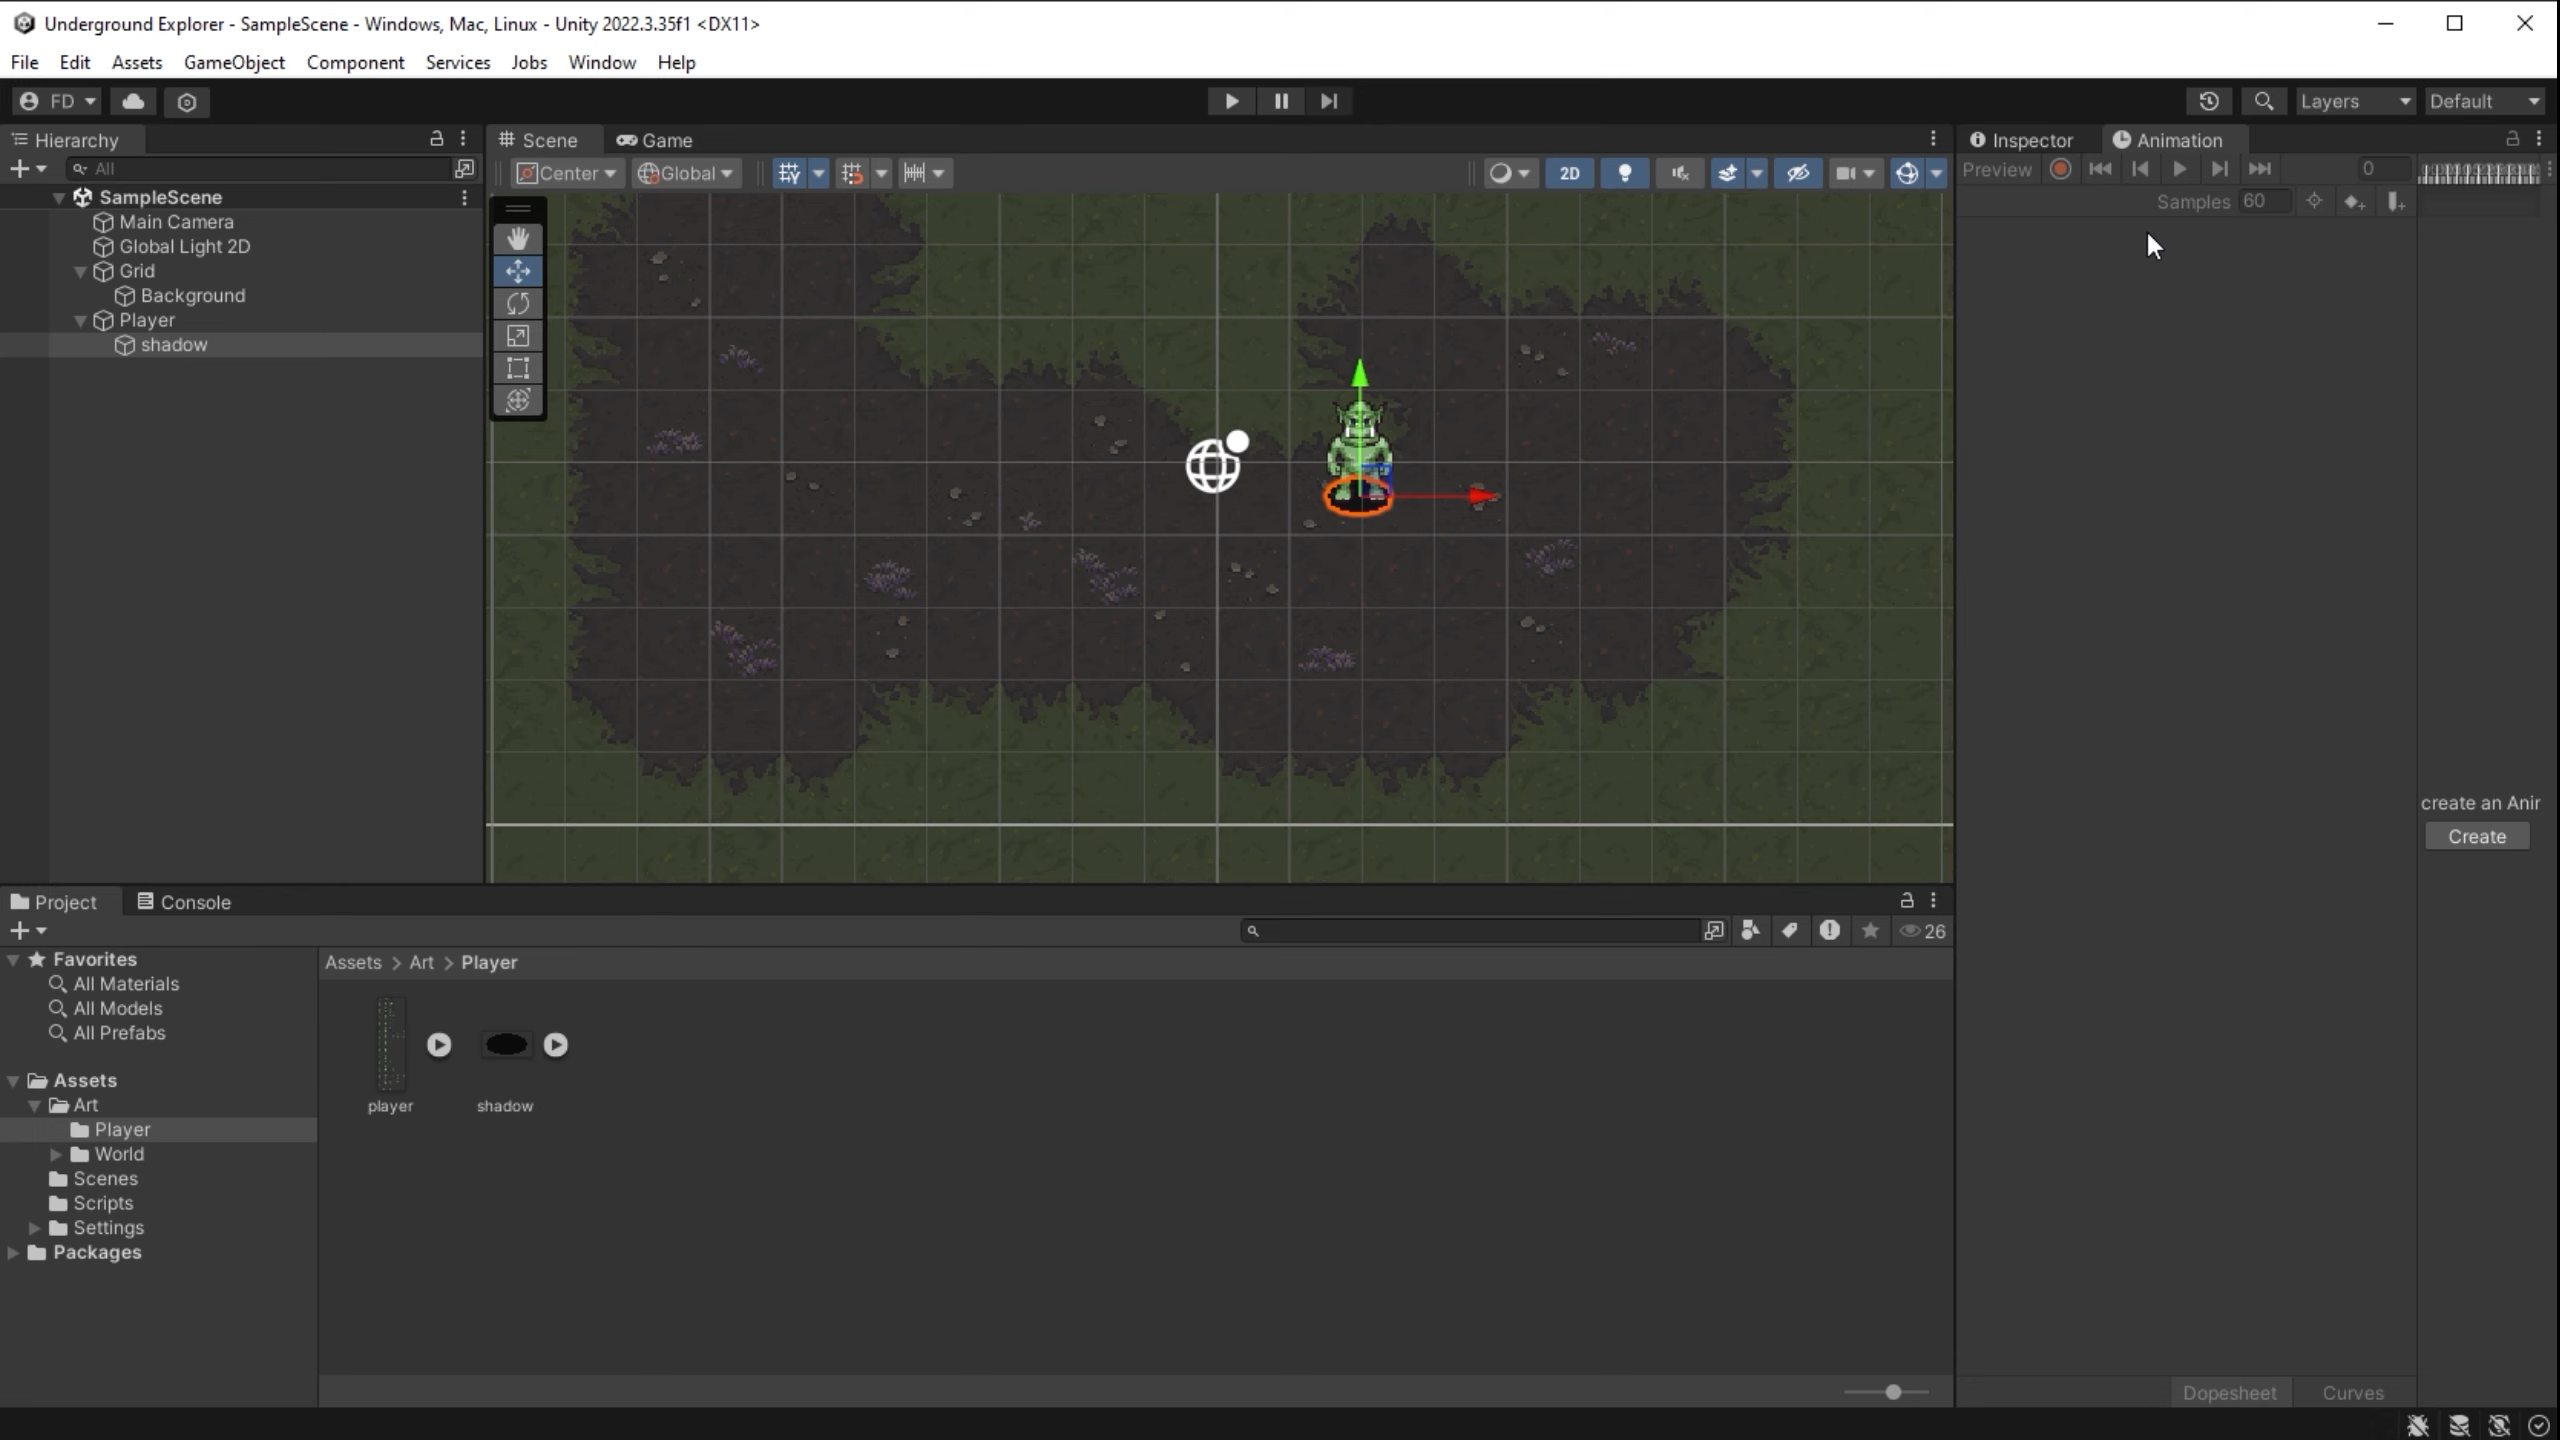 Underground Explorer - SampleScene - Windows, Mac, Linux - Unity 2022.3.35f1 <DX11>
File Edit Assets GameObject Component Services Jobs Window Help
FD
Layers
Default
Hierarchy
All
SampleScene
Main Camera
Global Light 2D
Grid
Background
Player
shadow
Scene
Game
Center
Global
2D
Inspector
Animation
Preview
0
Samples 60
create an Anir
Create
Dopesheet
Curves
Project
Console
26
Favorites
All Materials
All Models
All Prefabs
Assets
Art
Player
World
Scenes
Scripts
Settings
Packages
Assets > Art > Player
player
shadow